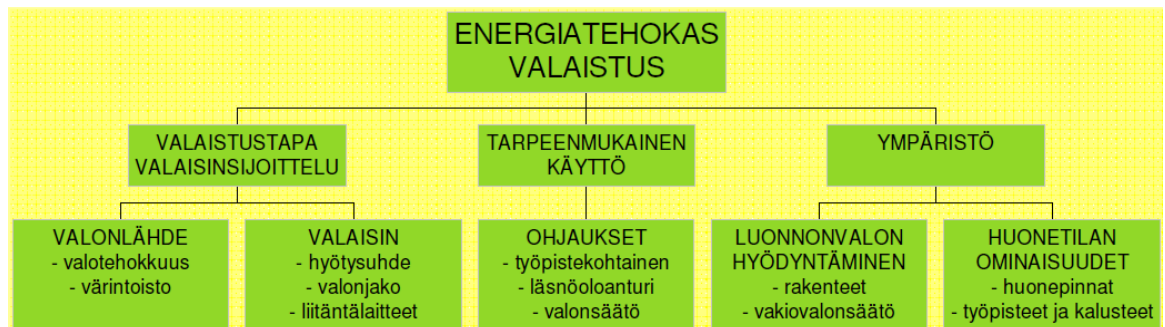 ENERGIATEHOKAS
VALAISTUS
VALAISTUSTAPA
VALAISINSIJOITTELU
TARPEENMUKAINEN
KÄYTTÖ
YMPÄRISTÖ
VALONLÄHDE
- valotehokkuus
- värintoisto
VALAISIN
- hyötysuhde
- valonjako
- liitäntälaitteet
OHJAUKSET
- työpistekohtainen
- läsnöoloanturi
- valonsäätö
LUONNONVALON
HYÖDYNTÄMINEN
- rakenteet
- vakiovalonsäätö
HUONETILAN
OMINAISUUDET
- huonepinnat
- työpisteet ja kalusteet